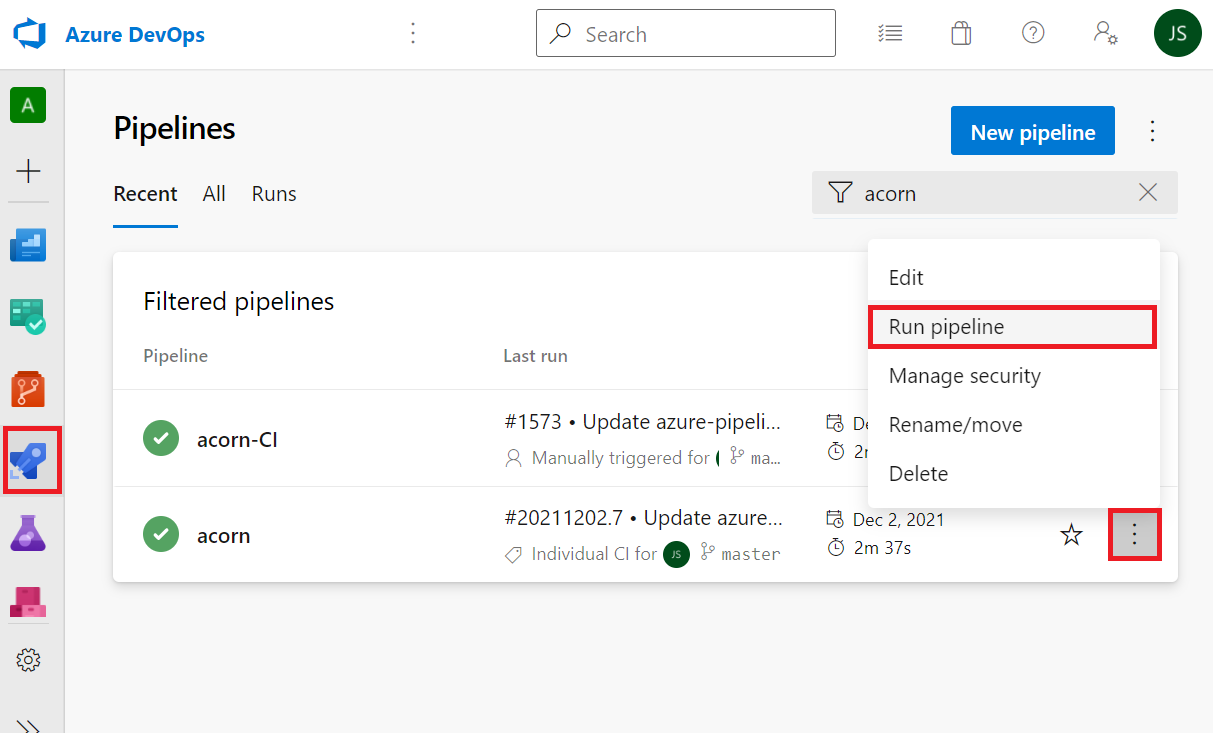 Azure DevOps
Search
JS
A
Pipelines
New pipeline
Recent All Runs
acorn
Filtered pipelines
Edit
Run pipeline
Manage security
Rename/move
Delete
Pipeline Last run
acorn-CI
#1573 • Update azure-pipeli...
Manually triggered for ma...
acorn
#20211202.7 • Update azure...
Dec 2, 2021
Individual CI for JS master
2m 37s